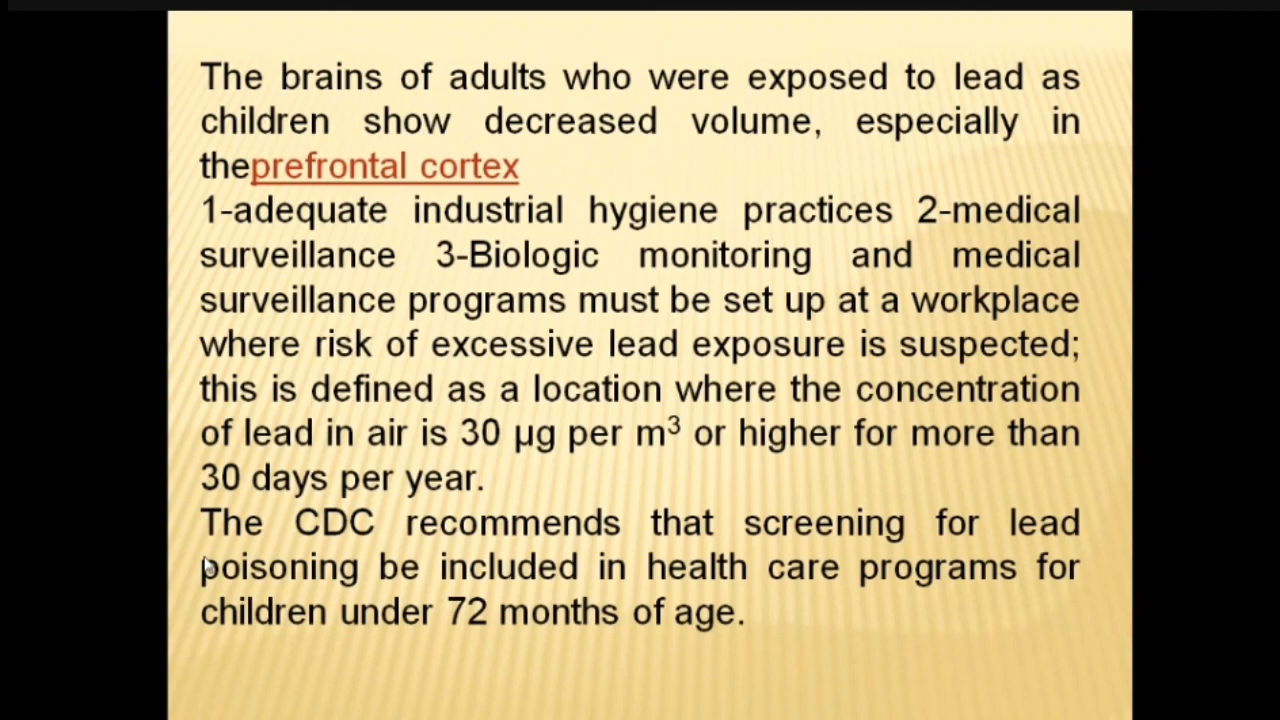 The brains of adults who were exposed to lead as
children show decreased volume, especially in
theprefrontal cortex
1-adequate industrial hygiene practices 2-medical
surveillance 3-Biologic monitoring and medical
surveillance programs must be set up at a workplace
where risk of excessive lead exposure is suspected;
this is defined as a location where the concentration
of lead in air is 30 µg per m³ or higher for more than
30 days per year.
The CDC recommends that screening for lead
poisoning be included in health care programs for
children under 72 months of age.